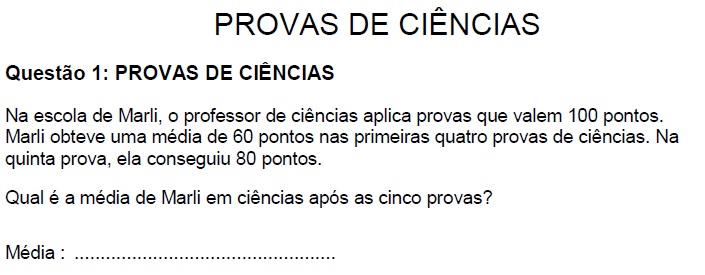 PROVAS DE CIÊNCIAS
Questão 1: PROVAS DE CIÊNCIAS
Na escola de Marli, o professor de ciências aplica provas que valem 100 pontos.
Marli obteve uma média de 60 pontos nas primeiras quatro provas de ciências. Na
quinta prova, ela conseguiu 80 pontos.
Qual é a média de Marli em ciências após as cinco provas?
Média : ..................................................